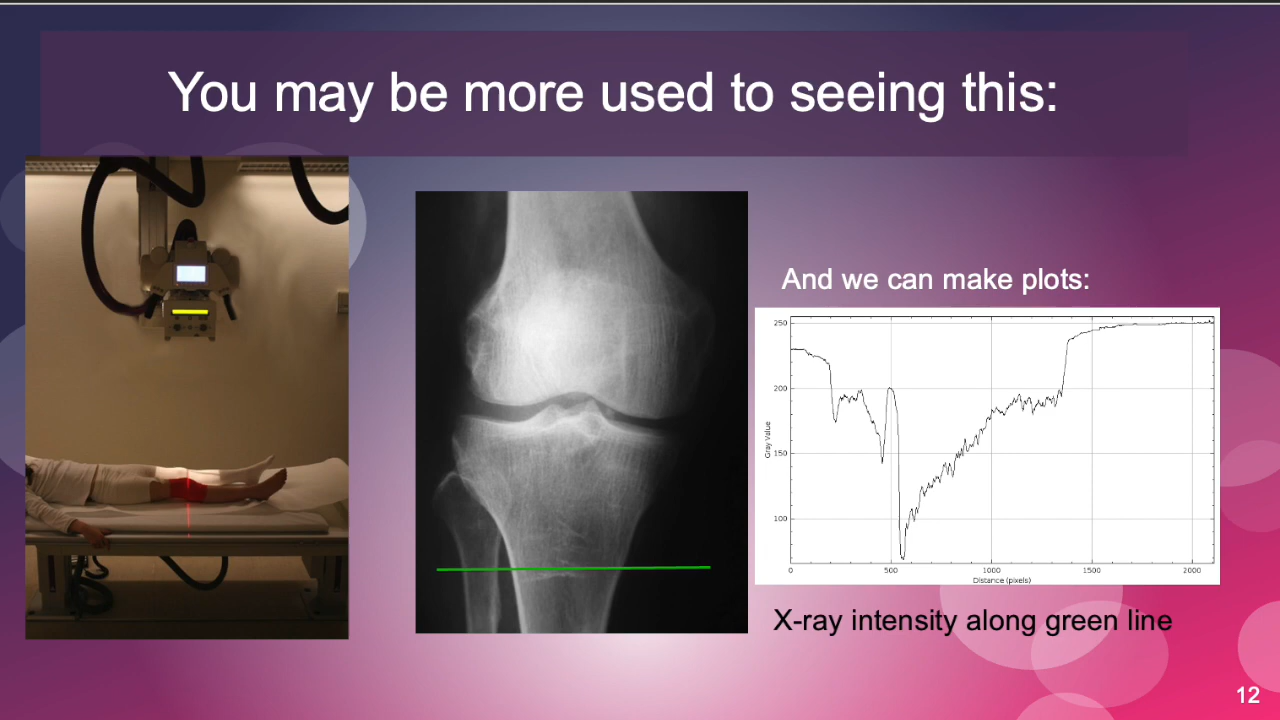 You may be more used to seeing this:
And we can make plots:
250
200
150
100
Gray Value
0 500 1000 1500 2000
Distance (pixels)
X-ray intensity along green line
12